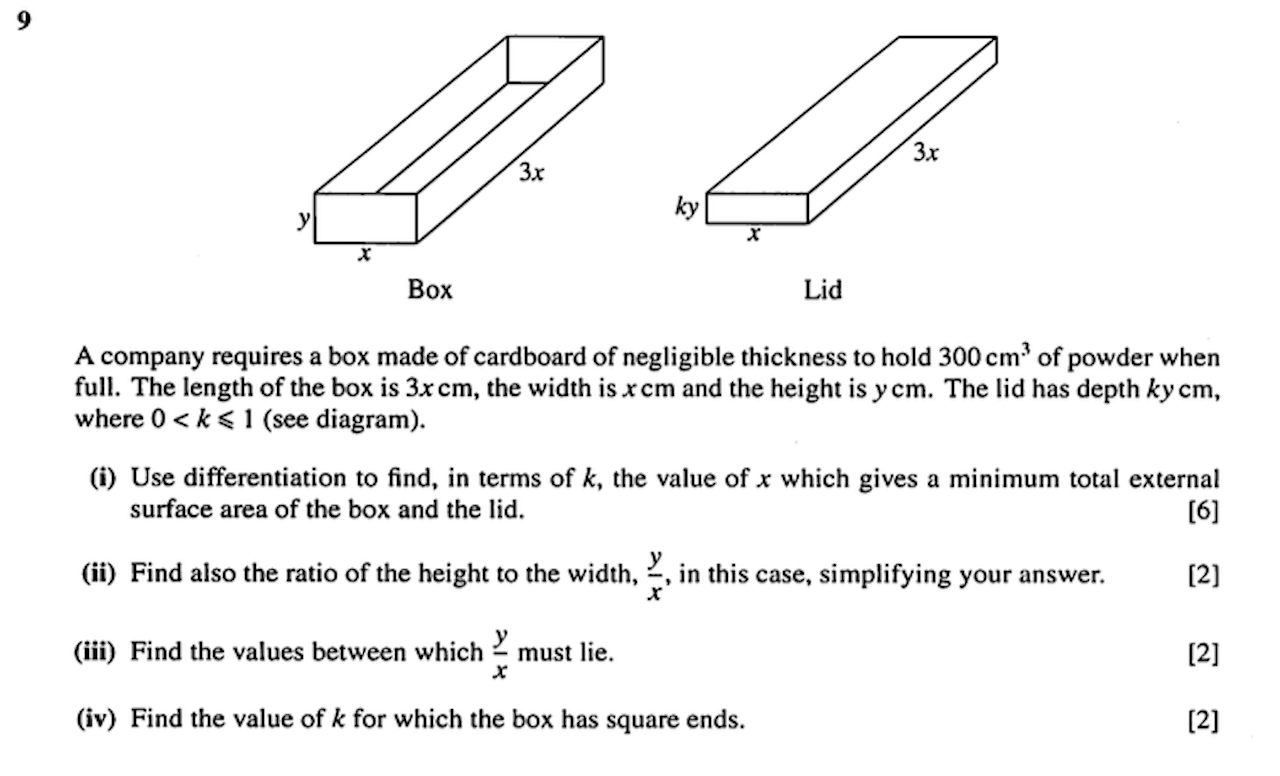 9
3x
3x
y
ky
x
x
Box
Lid
A company requires a box made of cardboard of negligible thickness to hold 300 cm³ of powder when
full. The length of the box is 3x cm, the width is x cm and the height is y cm. The lid has depth ky cm,
where 0 < k ⩽ 1 (see diagram).
(i) Use differentiation to find, in terms of k, the value of x which gives a minimum total external
surface area of the box and the lid. [6]
(ii) Find also the ratio of the height to the width, y/x, in this case, simplifying your answer. [2]
(iii) Find the values between which y/x must lie. [2]
(iv) Find the value of k for which the box has square ends. [2]